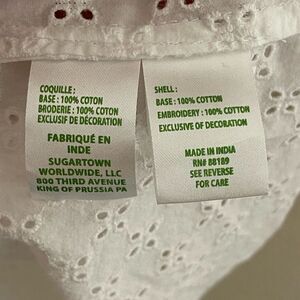 COQUILLE:
BASE: 100% COTON
BRODERIE: 100% COTON
EXCLUSIF DE DÉCORATION
FABRIQUÉ EN
INDE
SUGARTOWN
WORLDWIDE, LLC
800 THIRD AVENUE
KING OF PRUSSIA PA
SHELL:
BASE: 100% COTTON
EMBROIDERY: 100% COTTON
EXCLUSIVE OF DECORATION
MADE IN INDIA
RN# 88189
SEE REVERSE
FOR CARE